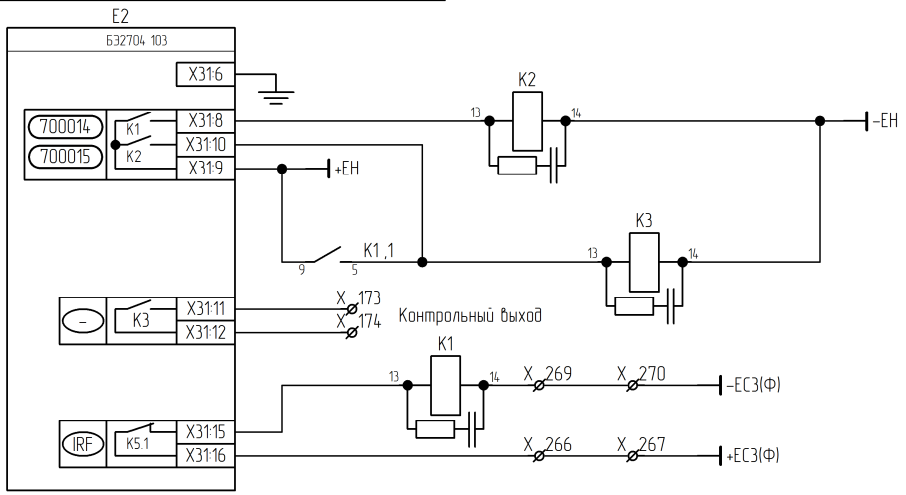 E2
БЭ2704 103
X31:6
K2
13
14
-EH
700014
K1
X31:8
700015
K2
X31:10
X31:9
+EH
K3
13
14
K1 ,1
9
5
-
K3
X31:11
X31:12
X 173
X 174
Контрольный выход
K1
13
14
X 269
X 270
-EC3(Ф)
IRF
K5.1
X31:15
X31:16
X 266
X 267
+EC3(Ф)